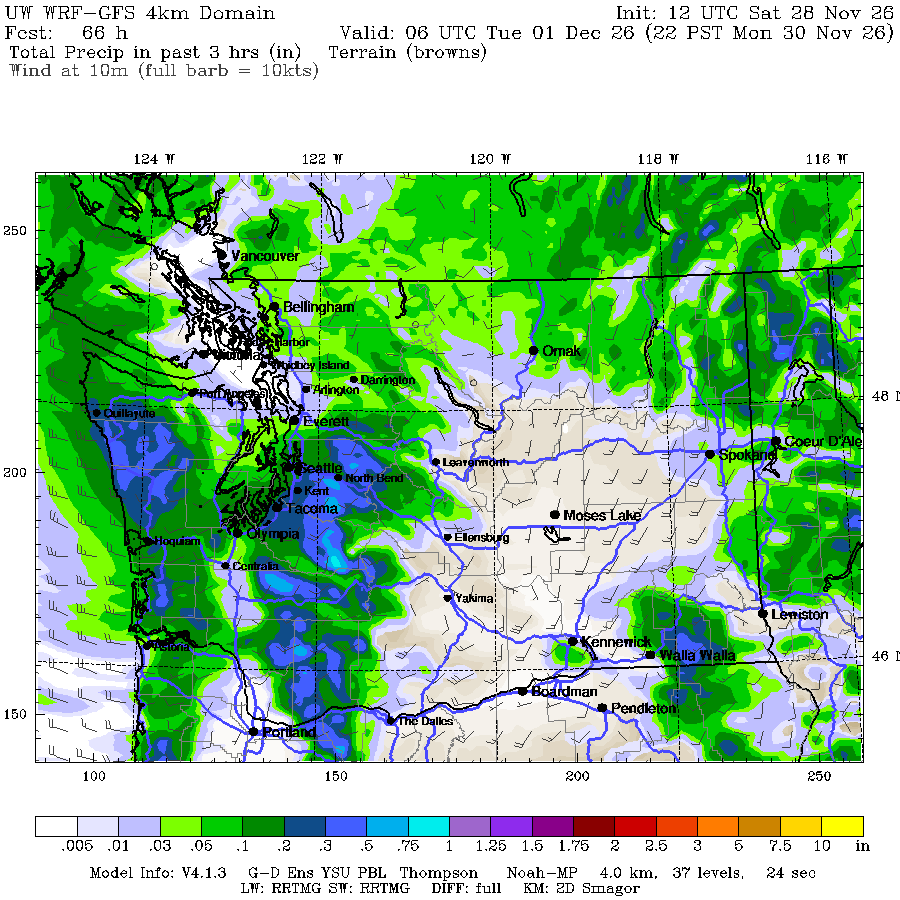 UW WRF-GFS 4km Domain Init: 12 UTC Sat 28 Nov 26
Fcst: 66 h Valid: 06 UTC Tue 01 Dec 26 (22 PST Mon 30 Nov 26)
Total Precip in past 3 hrs (in) Terrain (browns)
Wind at 10m (full barb = 10kts)
124 W 122 W 120 W 118 W 116 W
250
Vancouver
Bellingham
Harbor
Omak
Whidbey Island
Darrington
Port Angeles
Arlington
48 N
Quillayute
Everett
Coeur D'Ale
Spokane
Leavenworth
200
Seattle
North Bend
Kent
Tacoma
Moses Lake
Olympia
Ellensburg
Hoquiam
Centralia
Yakima
Lewiston
Kennewick
Astoria
Walla Walla
46 N
Boardman
Pendleton
150
The Dalles
Portland
100 150 200 250
.005 .01 .03 .05 .1 .2 .3 .5 .75 1 1.25 1.5 1.75 2 2.5 3 5 7.5 10 in
Model Info: V4.1.3 G-D Ens YSU PBL Thompson Noah-MP 4.0 km, 37 levels, 24 sec
LW: RRTMG SW: RRTMG DIFF: full KM: 2D Smagor